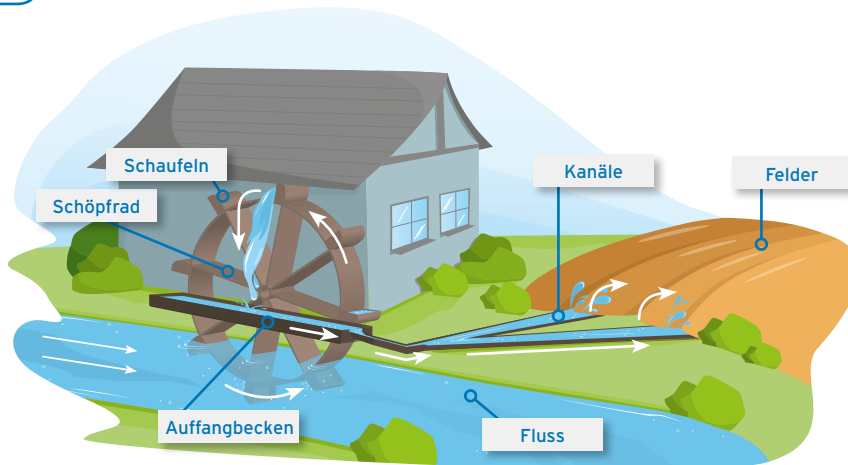 Schaufeln
Schöpfrad
Kanäle
Felder
Auffangbecken
Fluss